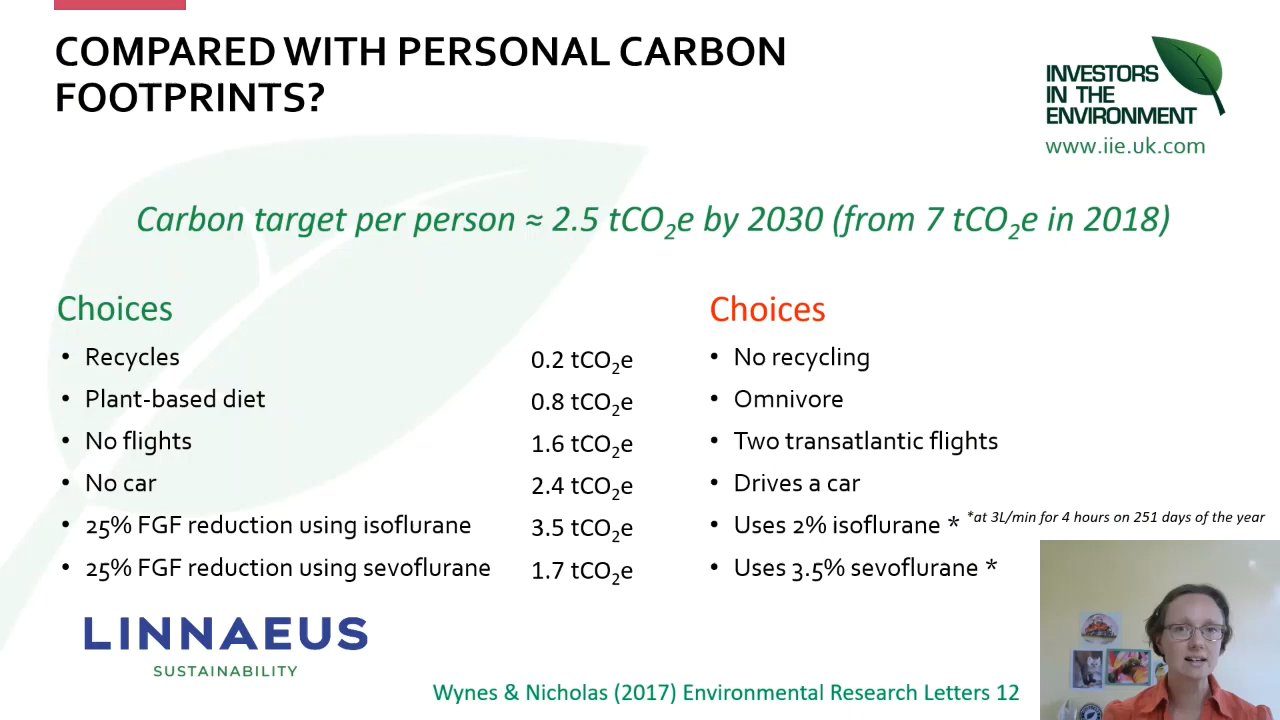 COMPARED WITH PERSONAL CARBON
FOOTPRINTS?
INVESTORS
IN THE
ENVIRONMENT
www.iie.uk.com
Carbon target per person ≈ 2.5 tCO₂e by 2030 (from 7 tCO₂e in 2018)
Choices
• Recycles
• Plant-based diet
• No flights
• No car
• 25% FGF reduction using isoflurane
• 25% FGF reduction using sevoflurane
0.2 tCO₂e
0.8 tCO₂e
1.6 tCO₂e
2.4 tCO₂e
3.5 tCO₂e
1.7 tCO₂e
Choices
• No recycling
• Omnivore
• Two transatlantic flights
• Drives a car
• Uses 2% isoflurane * *at 3L/min for 4 hours on 251 days of the year
• Uses 3.5% sevoflurane *
LINNAEUS
SUSTAINABILITY
Wynes & Nicholas (2017) Environmental Research Letters 12